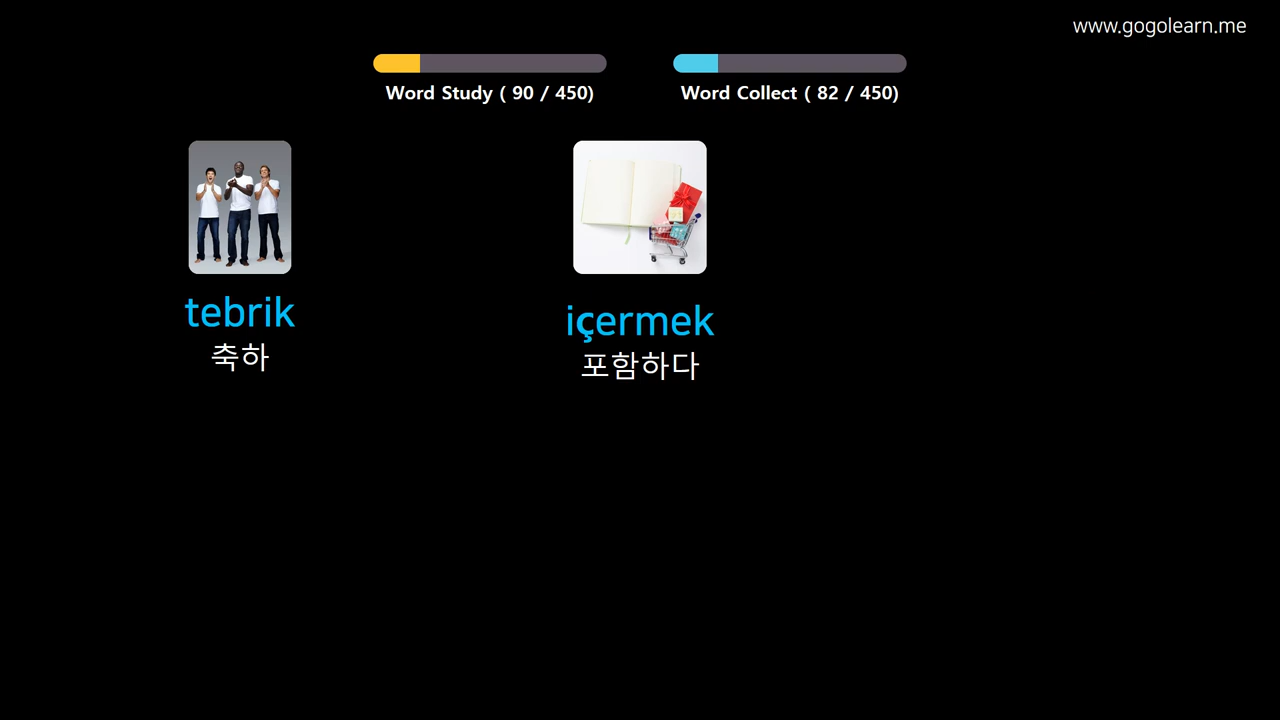 www.gogolearn.me
Word Study ( 90 / 450)
Word Collect ( 82 / 450)
tebrik
축하
içermek
포함하다